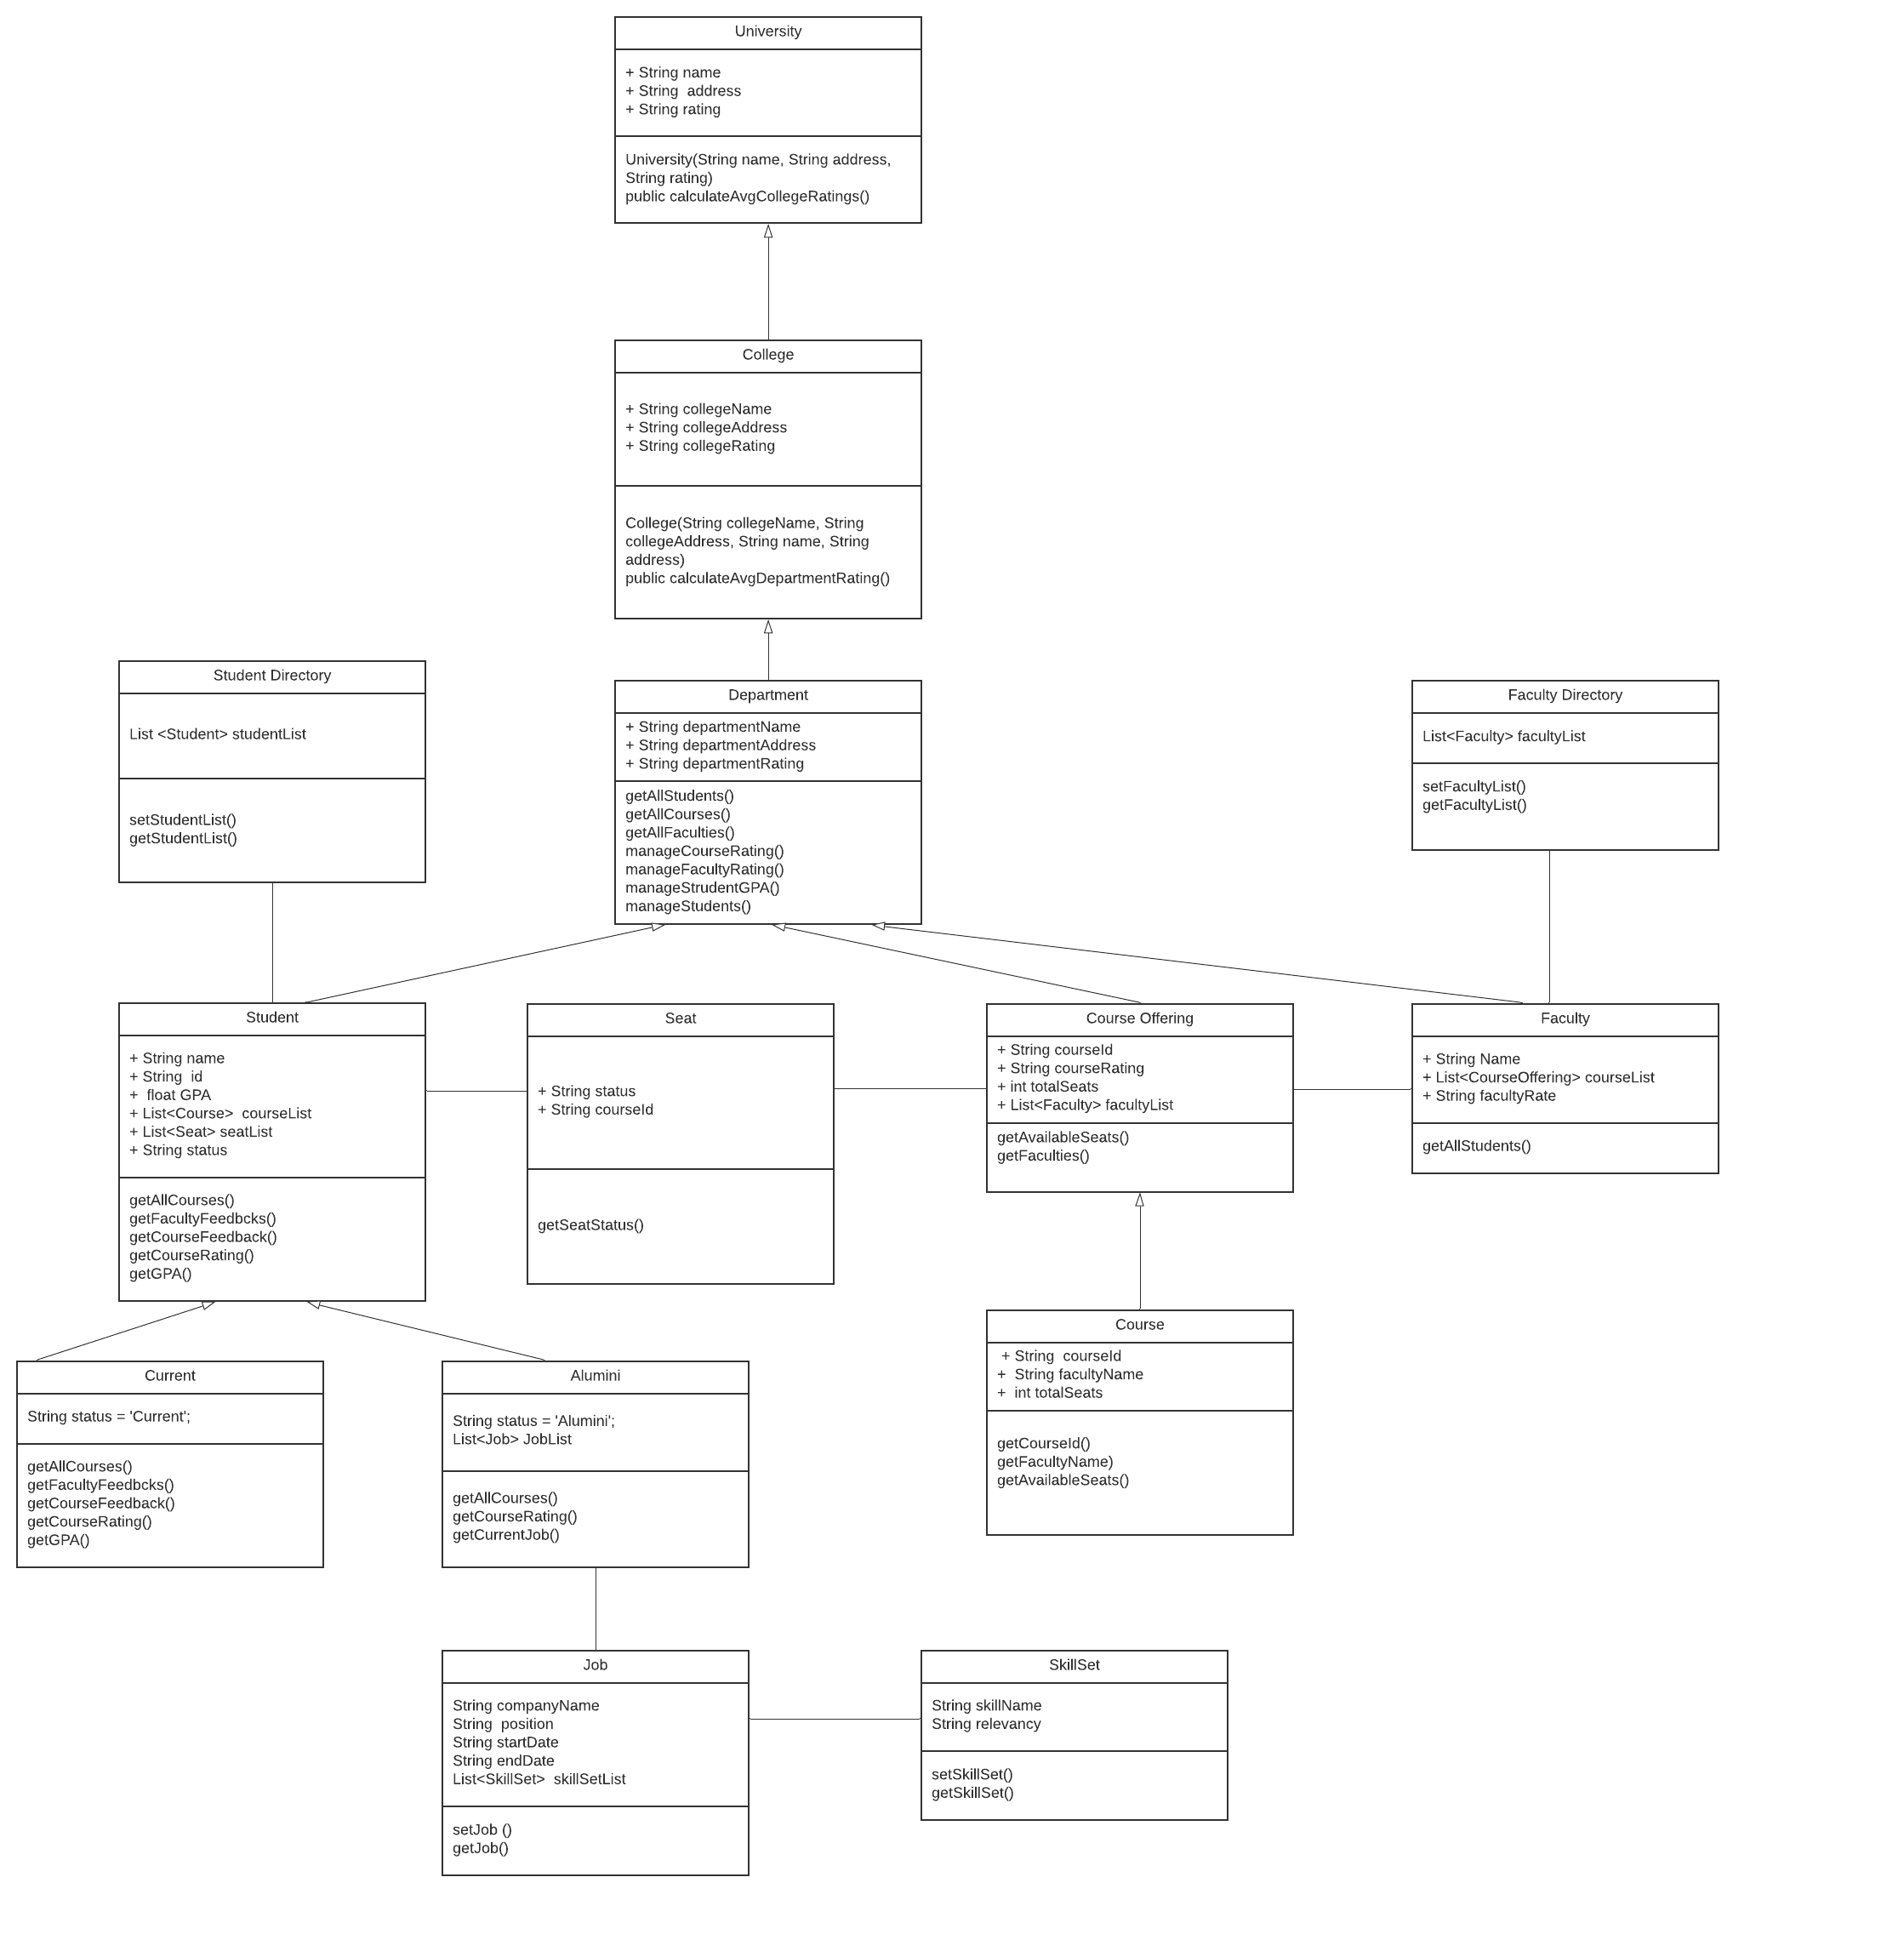 University
+ String name
+ String  address
+ String rating
University(String name, String address,
String rating)
public calculateAvgCollegeRatings()
College
+ String collegeName
+ String collegeAddress
+ String collegeRating
College(String collegeName, String
collegeAddress, String name, String
address)
public calculateAvgDepartmentRating()
Student Directory
List <Student> studentList
setStudentList()
getStudentList()
Department
+ String departmentName
+ String departmentAddress
+ String departmentRating
getAllStudents()
getAllCourses()
getAllFaculties()
manageCourseRating()
manageFacultyRating()
manageStrudentGPA()
manageStudents()
Faculty Directory
List<Faculty> facultyList
setFacultyList()
getFacultyList()
Student
+ String name
+ String  id
+  float GPA
+ List<Course>  courseList
+ List<Seat> seatList
+ String status
getAllCourses()
getFacultyFeedbcks()
getCourseFeedback()
getCourseRating()
getGPA()
Seat
+ String status
+ String courseId
getSeatStatus()
Course Offering
+ String courseId
+ String courseRating
+ int totalSeats
+ List<Faculty> facultyList
getAvailableSeats()
getFaculties()
Faculty
+ String Name
+ List<CourseOffering> courseList
+ String facultyRate
getAllStudents()
Current
String status = 'Current';
getAllCourses()
getFacultyFeedbcks()
getCourseFeedback()
getCourseRating()
getGPA()
Alumini
String status = 'Alumini';
List<Job> JobList
getAllCourses()
getCourseRating()
getCurrentJob()
Course
+ String  courseId
+  String facultyName
+  int totalSeats
getCourseId()
getFacultyName)
getAvailableSeats()
Job
String companyName
String  position
String startDate
String endDate
List<SkillSet>  skillSetList
setJob ()
getJob()
SkillSet
String skillName
String relevancy
setSkillSet()
getSkillSet()